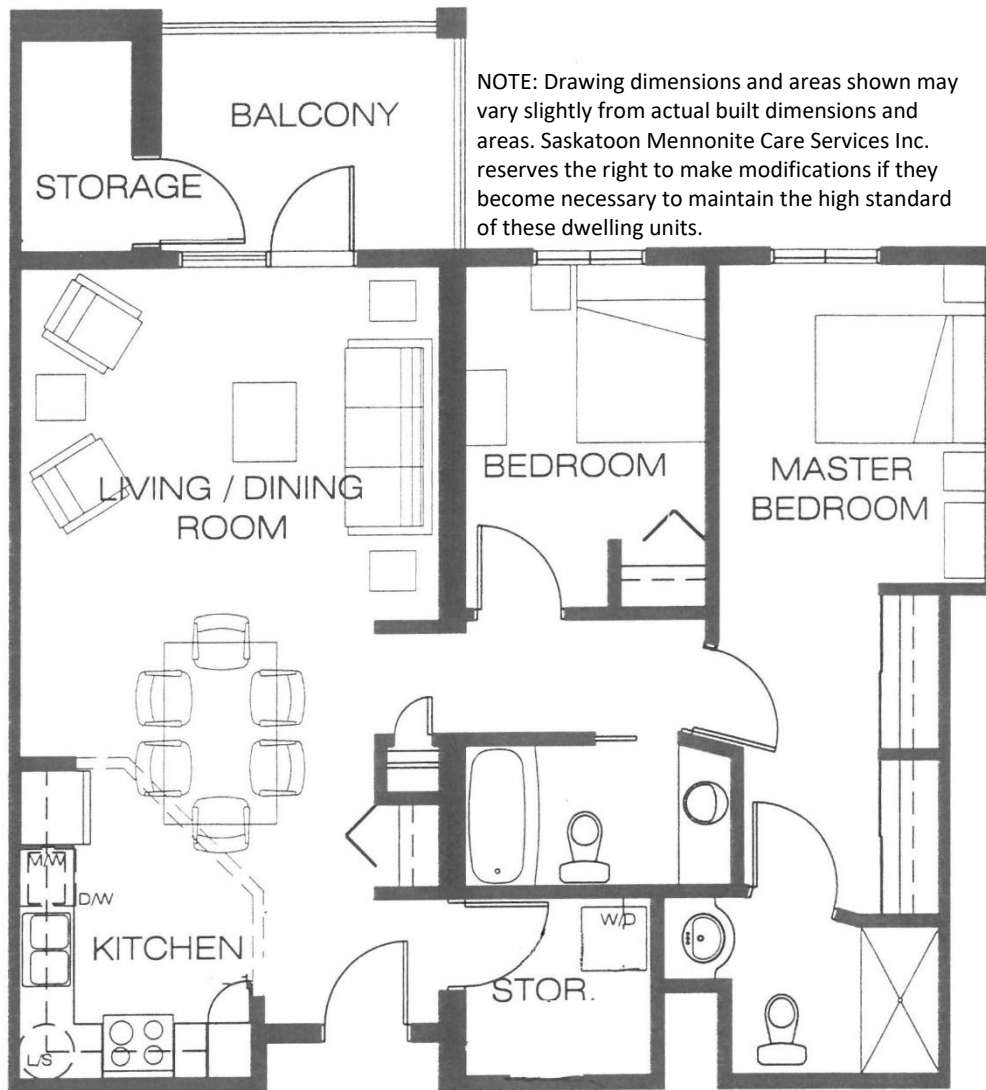 NOTE: Drawing dimensions and areas shown may
vary slightly from actual built dimensions and
areas. Saskatoon Mennonite Care Services Inc.
reserves the right to make modifications if they
become necessary to maintain the high standard
of these dwelling units.
BALCONY
STORAGE
LIVING / DINING
ROOM
BEDROOM
MASTER
BEDROOM
M/W
D/W
KITCHEN
L/S
W/D
STOR.